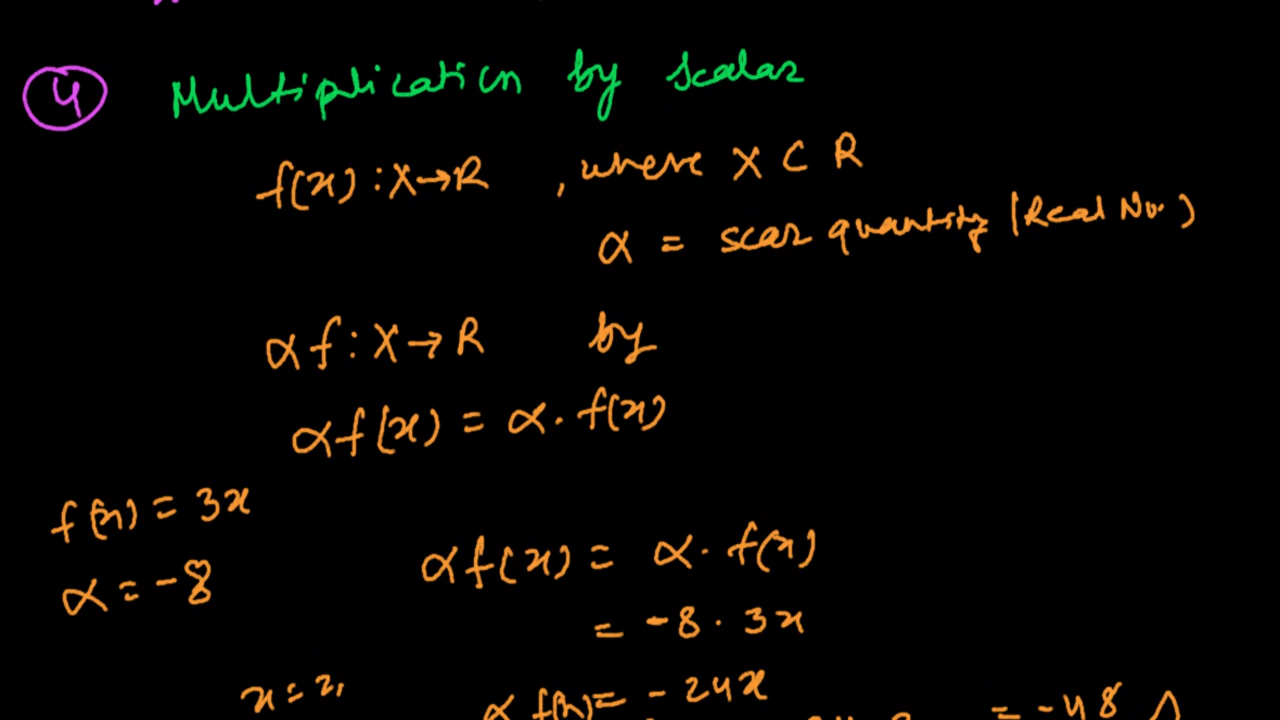 4 Multiplication by scalar
f(x) : X→R , where X ⊂ R
α = scar quantity (Real No.)
αf : X→R by
αf(x) = α. f(x)
f(x) = 3x
α = -8
αf(x) = α. f(x)
= -8 . 3x
x = 2,
α f(x) = - 24x
= -48